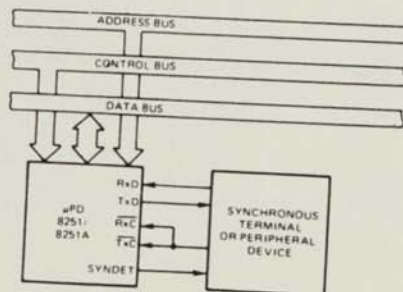 ADDRESS BUS
CONTROL BUS
DATA BUS
RxD
TxD
RxC
TxC
SYNDET
μPD
8251/
8251A
SYNCHRONOUS
TERMINAL
OR PERIPHERAL
DEVICE